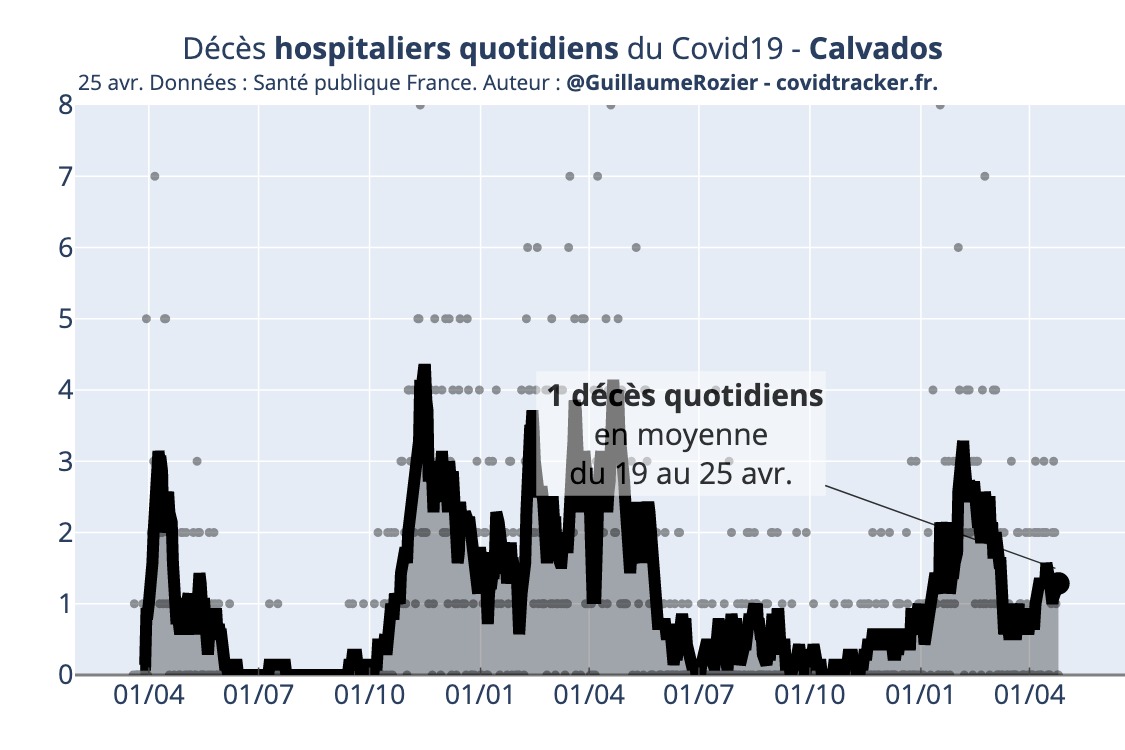 Décès hospitaliers quotidiens du Covid19 - Calvados
25 avr. Données : Santé publique France. Auteur : @GuillaumeRozier - covidtracker.fr.
8
7
6
5
4
3
2
1
0
1 décès quotidiens
en moyenne
du 19 au 25 avr.
01/04 01/07 01/10 01/01 01/04 01/07 01/10 01/01 01/04